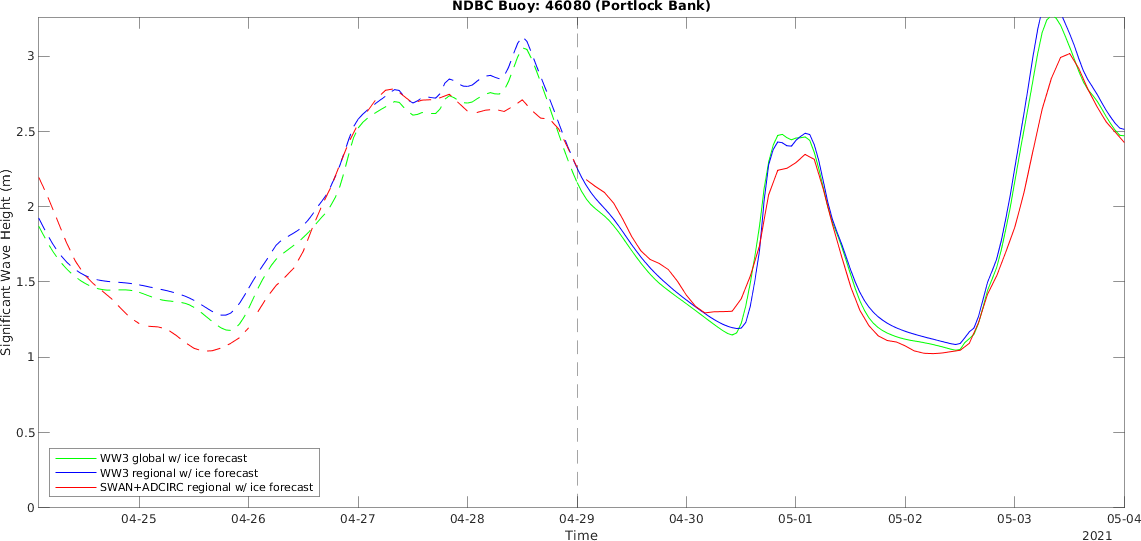 NDBC Buoy: 46080 (Portlock Bank)
Significant Wave Height (m)
3
2.5
2
1.5
1
0.5
0
WW3 global w/ ice forecast
WW3 regional w/ ice forecast
SWAN+ADCIRC regional w/ ice forecast
04-25 04-26 04-27 04-28 04-29 04-30 05-01 05-02 05-03 05-04
Time
2021